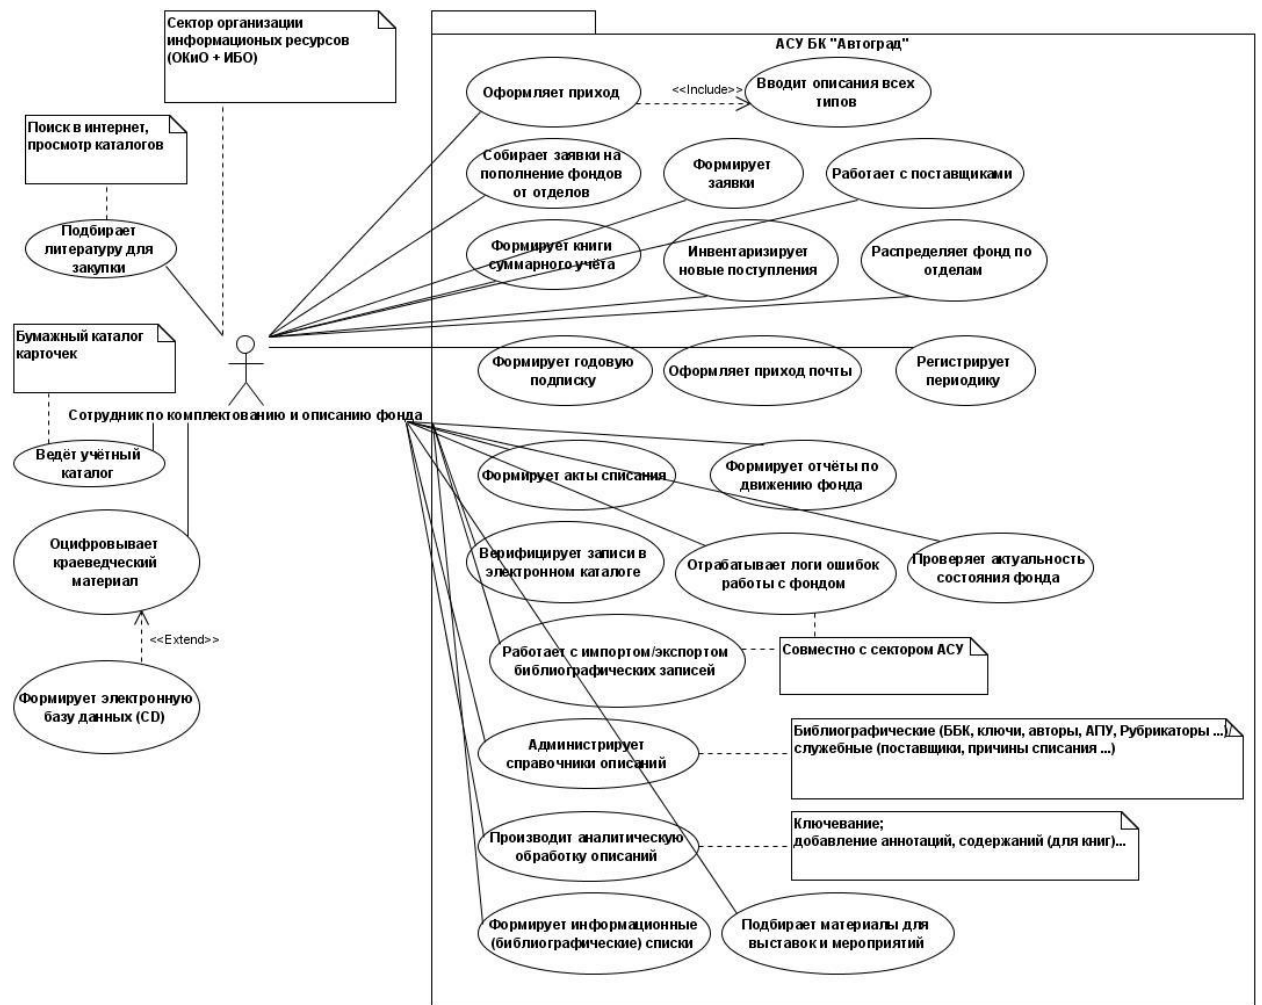 Сектор организации
информационых ресурсов
(ОКиО + ИБО)
АСУ БК "Автоград"
Оформляет приход
<<Include>>
Вводит описания всех
типов
Поиск в интернет,
просмотр каталогов
Собирает заявки на
пополнение фондов
от отделов
Формирует
заявки
Работает с поставщиками
Подбирает
литературу для
закупки
Формирует книги
суммарного учёта
Инвентаризирует
новые поступления
Распределяет фонд по
отделам
Бумажный каталог
карточек
Формирует годовую
подписку
Оформляет приход почты
Регистрирует
периодику
Сотрудник по комплектованию и описанию фонда
Ведёт учётный
каталог
Формирует акты списания
Формирует отчёты по
движению фонда
Оцифровывает
краеведческий
материал
Верифицирует записи в
электронном каталоге
Отрабатывает логи ошибок
работы с фондом
Проверяет актуальность
состояния фонда
<<Extend>>
Работает с импортом/экспортом
библиографических записей
Совместно с сектором АСУ
Формирует электронную
базу данных (CD)
Администрирует
справочники описаний
Библиографические (ББК, ключи, авторы, АПУ, Рубрикаторы ...)/
служебные (поставщики, причины списания ...)
Производит аналитическую
обработку описаний
Ключевание;
добавление аннотаций, содержаний (для книг)...
Формирует информационные
(библиографические) списки
Подбирает материалы для
выставок и мероприятий